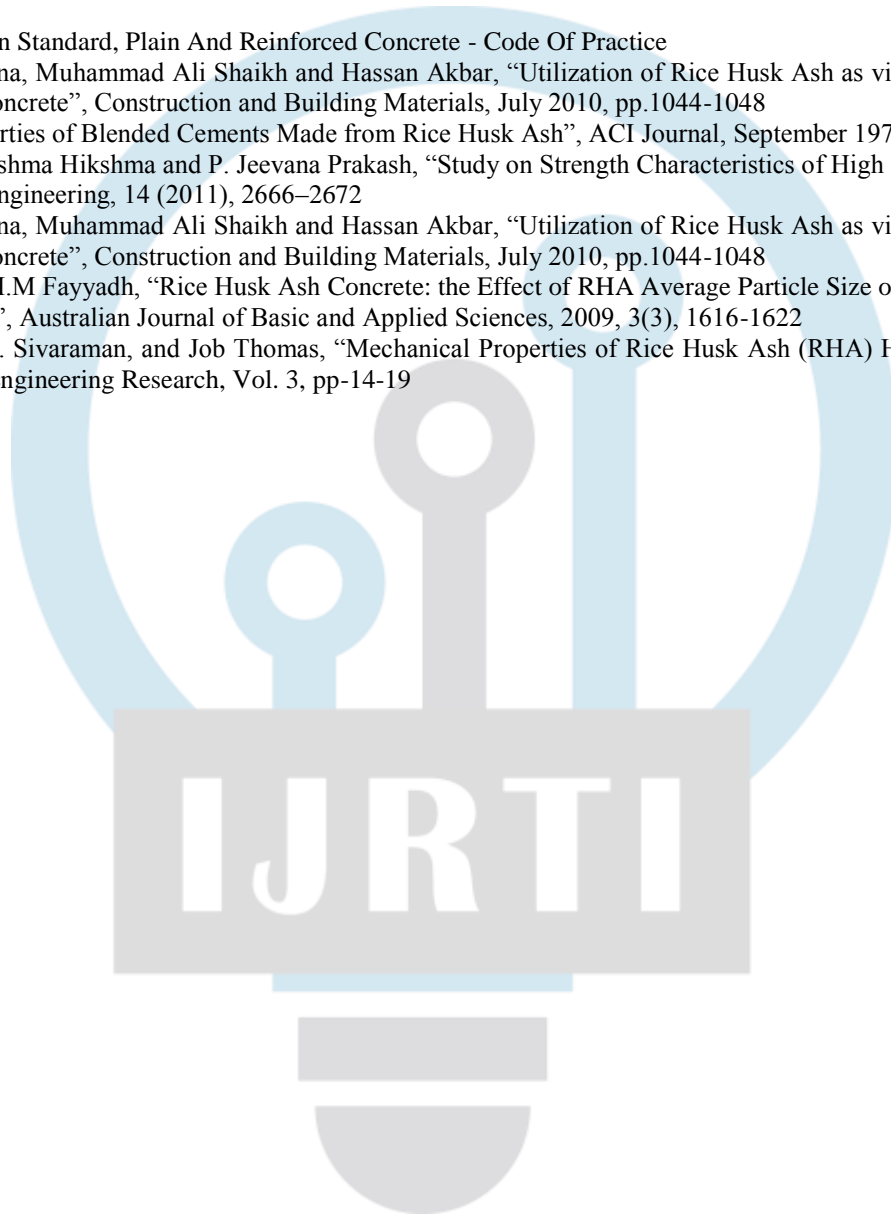 n Standard, Plain And Reinforced Concrete - Code Of Practice
na, Muhammad Ali Shaikh and Hassan Akbar, “Utilization of Rice Husk Ash as vi
oncrete”, Construction and Building Materials, July 2010, pp.1044-1048
rties of Blended Cements Made from Rice Husk Ash”, ACI Journal, September 197
shma Hikshma and P. Jeevana Prakash, “Study on Strength Characteristics of High
ngineering, 14 (2011), 2666–2672
na, Muhammad Ali Shaikh and Hassan Akbar, “Utilization of Rice Husk Ash as vi
oncrete”, Construction and Building Materials, July 2010, pp.1044-1048
I.M Fayyadh, “Rice Husk Ash Concrete: the Effect of RHA Average Particle Size o
”, Australian Journal of Basic and Applied Sciences, 2009, 3(3), 1616-1622
. Sivaraman, and Job Thomas, “Mechanical Properties of Rice Husk Ash (RHA) H
ngineering Research, Vol. 3, pp-14-19
IJRTI